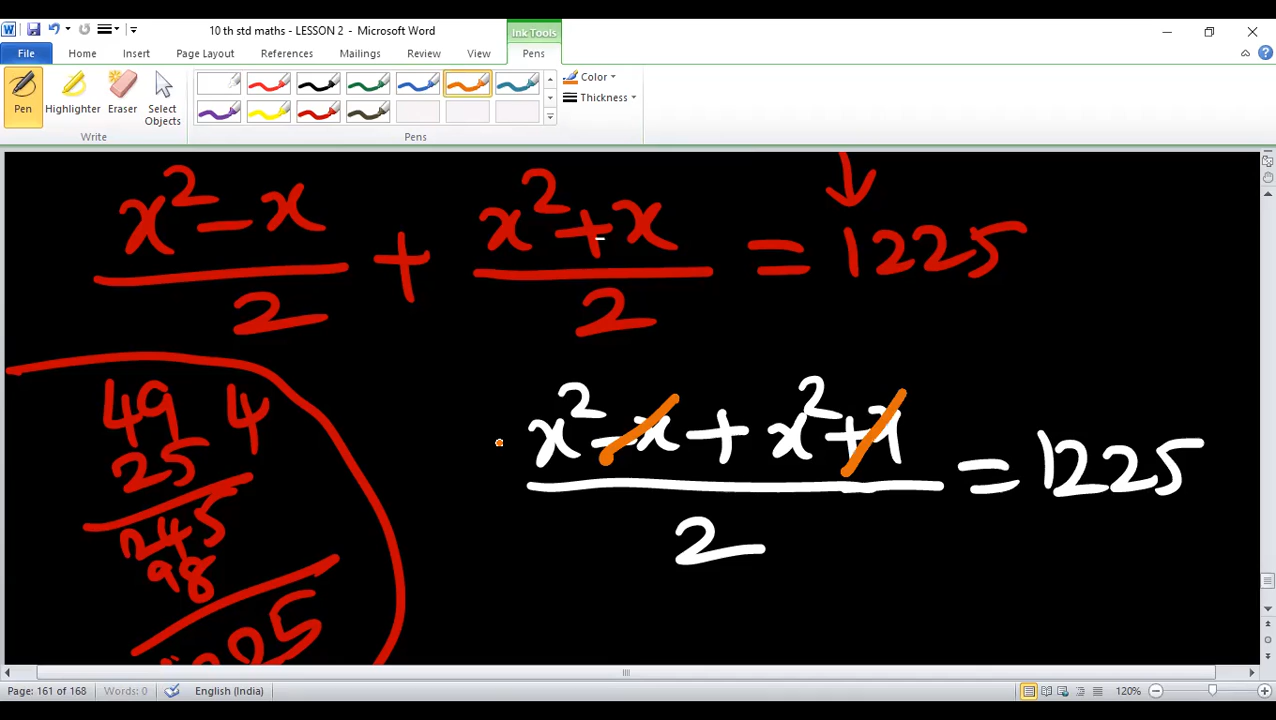 10 th std maths - LESSON 2 - Microsoft Word
Ink Tools
File Home Insert Page Layout References Mailings Review View Pens
Pen Highlighter Eraser Select Objects
Color
Thickness
Write Pens
x² - x / 2 + x² + x / 2 = 1225
49 4
25
245
98
x² - x + x² + x / 2 = 1225
Page: 161 of 168 Words: 0 English (India) 120%